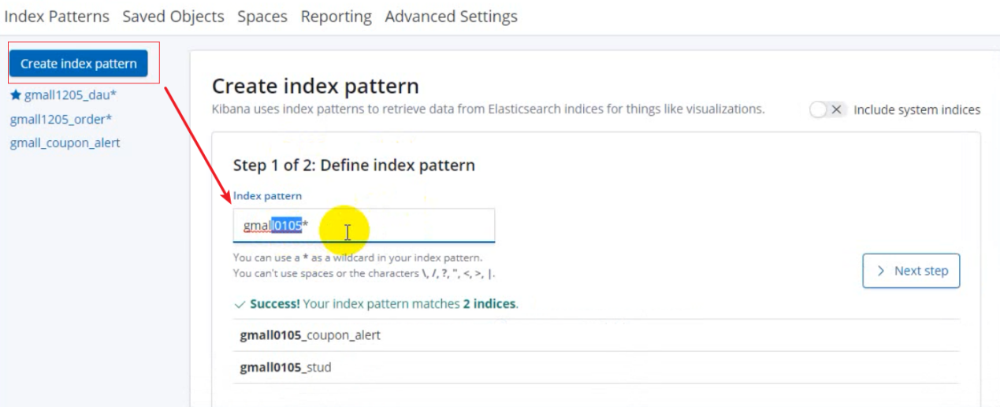 Index Patterns Saved Objects Spaces Reporting Advanced Settings
Create index pattern
gmall1205_dau*
gmall1205_order*
gmall_coupon_alert
Create index pattern
Kibana uses index patterns to retrieve data from Elasticsearch indices for things like visualizations.
Include system indices
Step 1 of 2: Define index pattern
Index pattern
gmall0105*
You can use a * as a wildcard in your index pattern.
You can't use spaces or the characters \, /, ?, ", <, >, |.
Next step
Success! Your index pattern matches 2 indices.
gmall0105_coupon_alert
gmall0105_stud